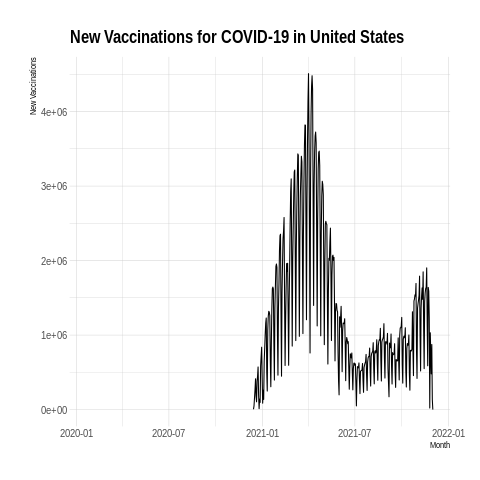 New Vaccinations for COVID-19 in United States
New Vaccinations
4e+06
3e+06
2e+06
1e+06
0e+00
2020-01 2020-07 2021-01 2021-07 2022-01
Month